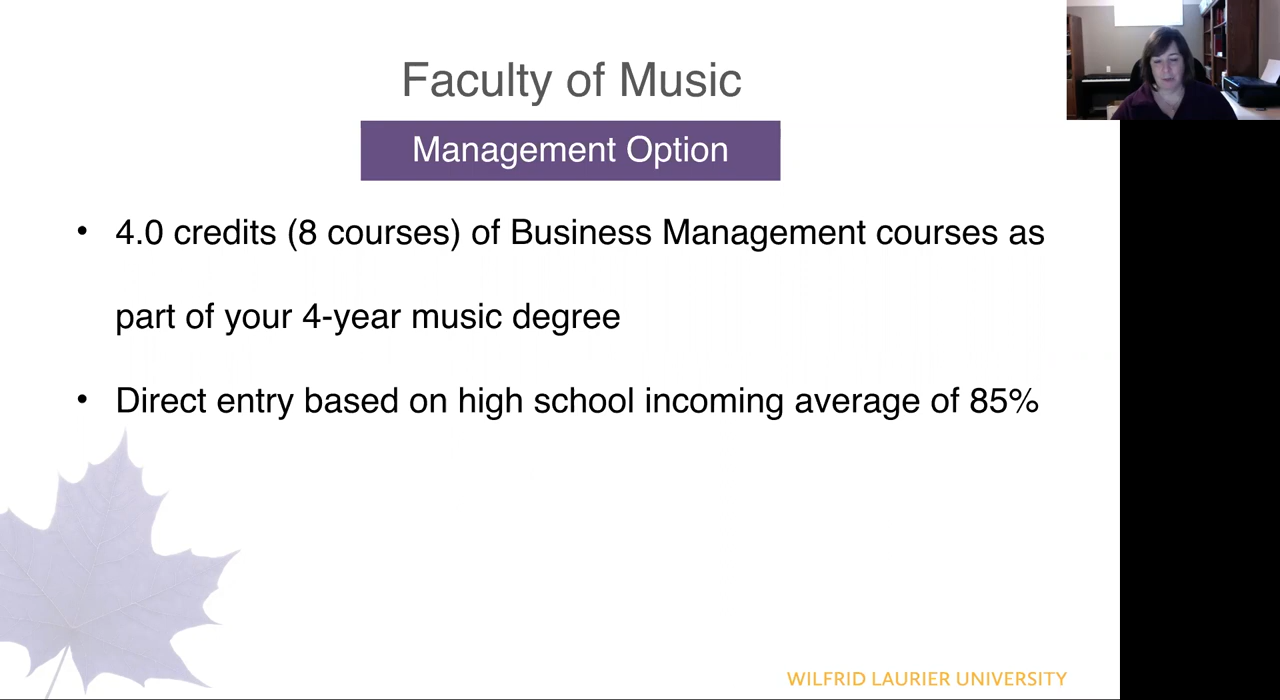 Faculty of Music
Management Option
• 4.0 credits (8 courses) of Business Management courses as
part of your 4-year music degree
• Direct entry based on high school incoming average of 85%
WILFRID LAURIER UNIVERSITY